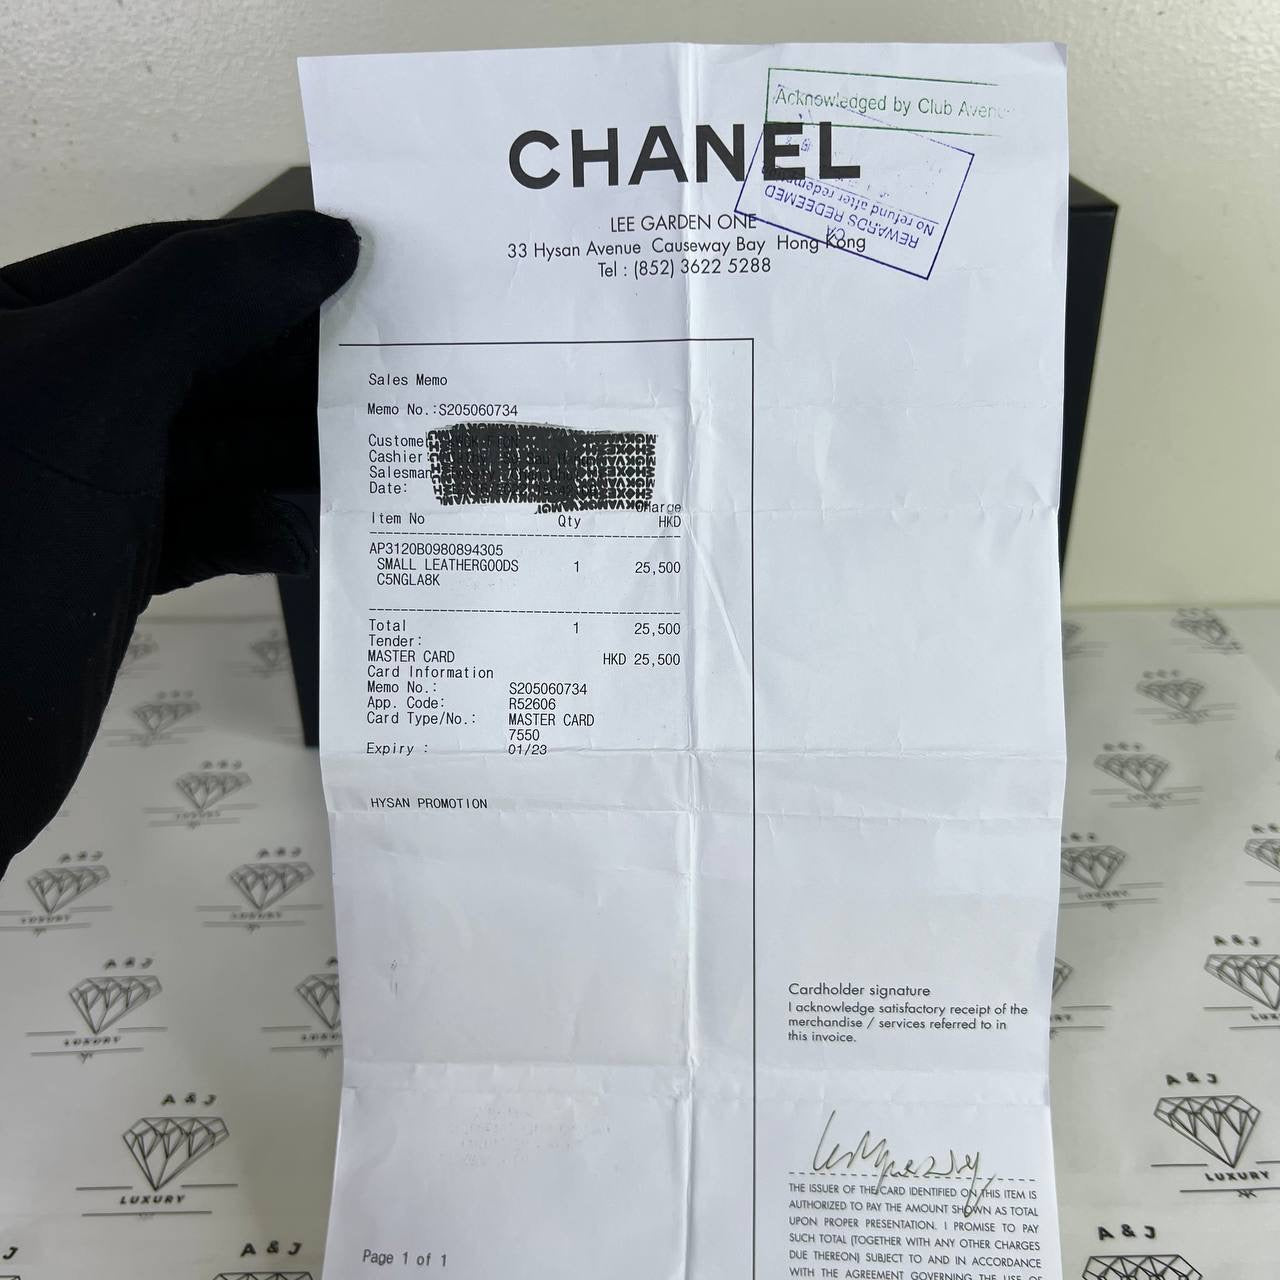 Acknowledged by Club Aven
CHANEL
REWARDS REDEEMED
No refund after redemption
CA
LEE GARDEN ONE
33 Hysan Avenue Causeway Bay Hong Kong
Tel : (852) 3622 5288
Sales Memo
Memo No.:S205060734
Custome
Cashier
Salesman
Date:
Charge
Item No Qty HKD
AP3120B0980894305
SMALL LEATHERGOODS 1 25,500
C5NGLA8K
Total 1 25,500
Tender:
MASTER CARD HKD 25,500
Card Information
Memo No.: S205060734
App. Code: R52606
Card Type/No.: MASTER CARD
7550
Expiry : 01/23
HYSAN PROMOTION
Cardholder signature
I acknowledge satisfactory receipt of the
merchandise / services referred to in
this invoice.
THE ISSUER OF THE CARD IDENTIFIED ON THIS ITEM IS
AUTHORIZED TO PAY THE AMOUNT SHOWN AS TOTAL
UPON PROPER PRESENTATION. I PROMISE TO PAY
SUCH TOTAL (TOGETHER WITH ANY OTHER CHARGES
DUE THEREON) SUBJECT TO AND IN ACCORDANCE
WITH THE AGREEMENT GOVERNING THE USE OF
Page 1 of 1
A & J
LUXURY